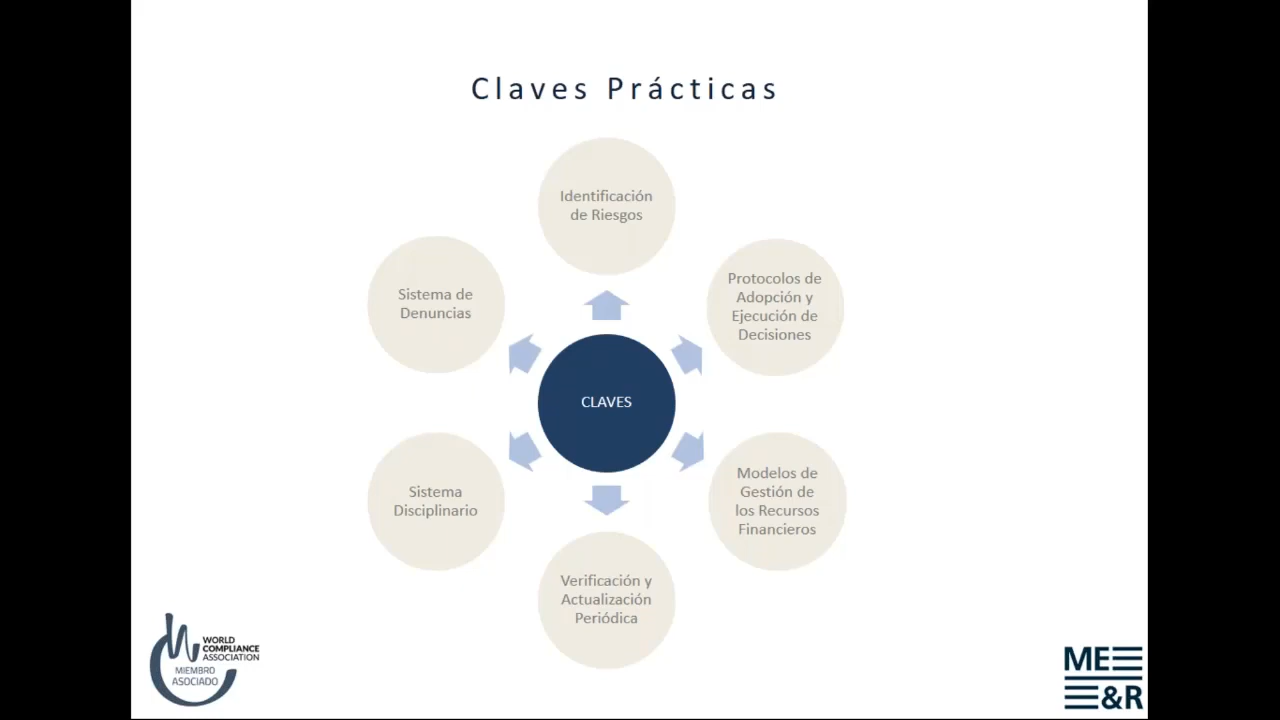 Claves Prácticas
Identificación
de Riesgos
Protocolos de
Adopción y
Ejecución de
Decisiones
Sistema de
Denuncias
CLAVES
Modelos de
Gestión de
los Recursos
Financieros
Sistema
Disciplinario
Verificación y
Actualización
Periódica
WORLD
COMPLIANCE
ASSOCIATION
MIEMBRO
ASOCIADO
ME
&R